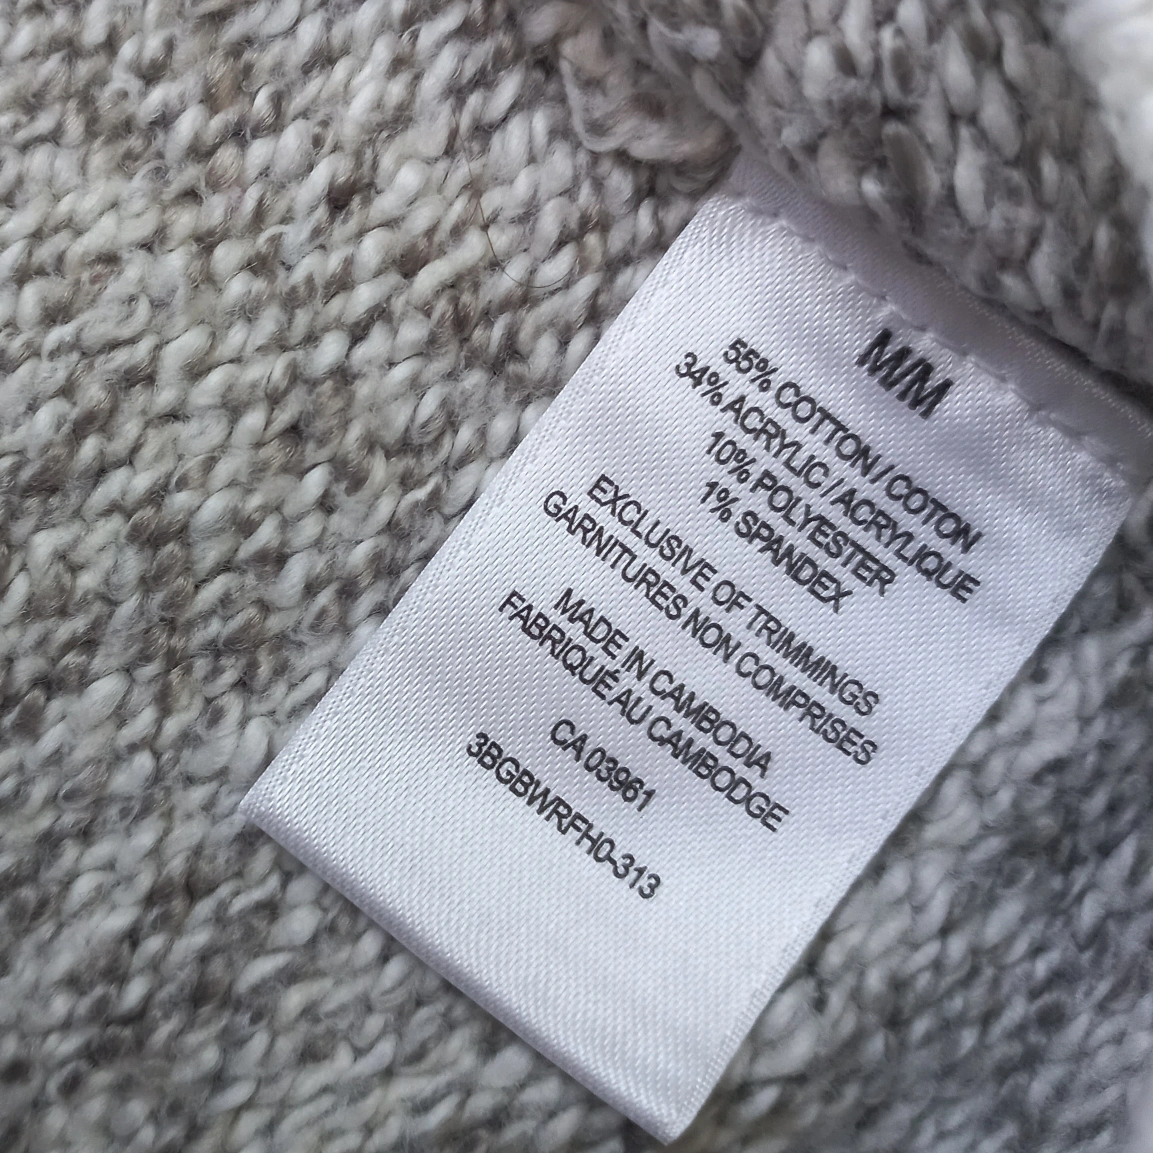 M/M
55% COTTON / COTON
34% ACRYLIC / ACRYLIQUE
10% POLYESTER
1% SPANDEX
EXCLUSIVE OF TRIMMINGS
GARNITURES NON COMPRISES
MADE IN CAMBODIA
FABRIQUÉ AU CAMBODGE
CA 03961
3BGBWRFH0-313